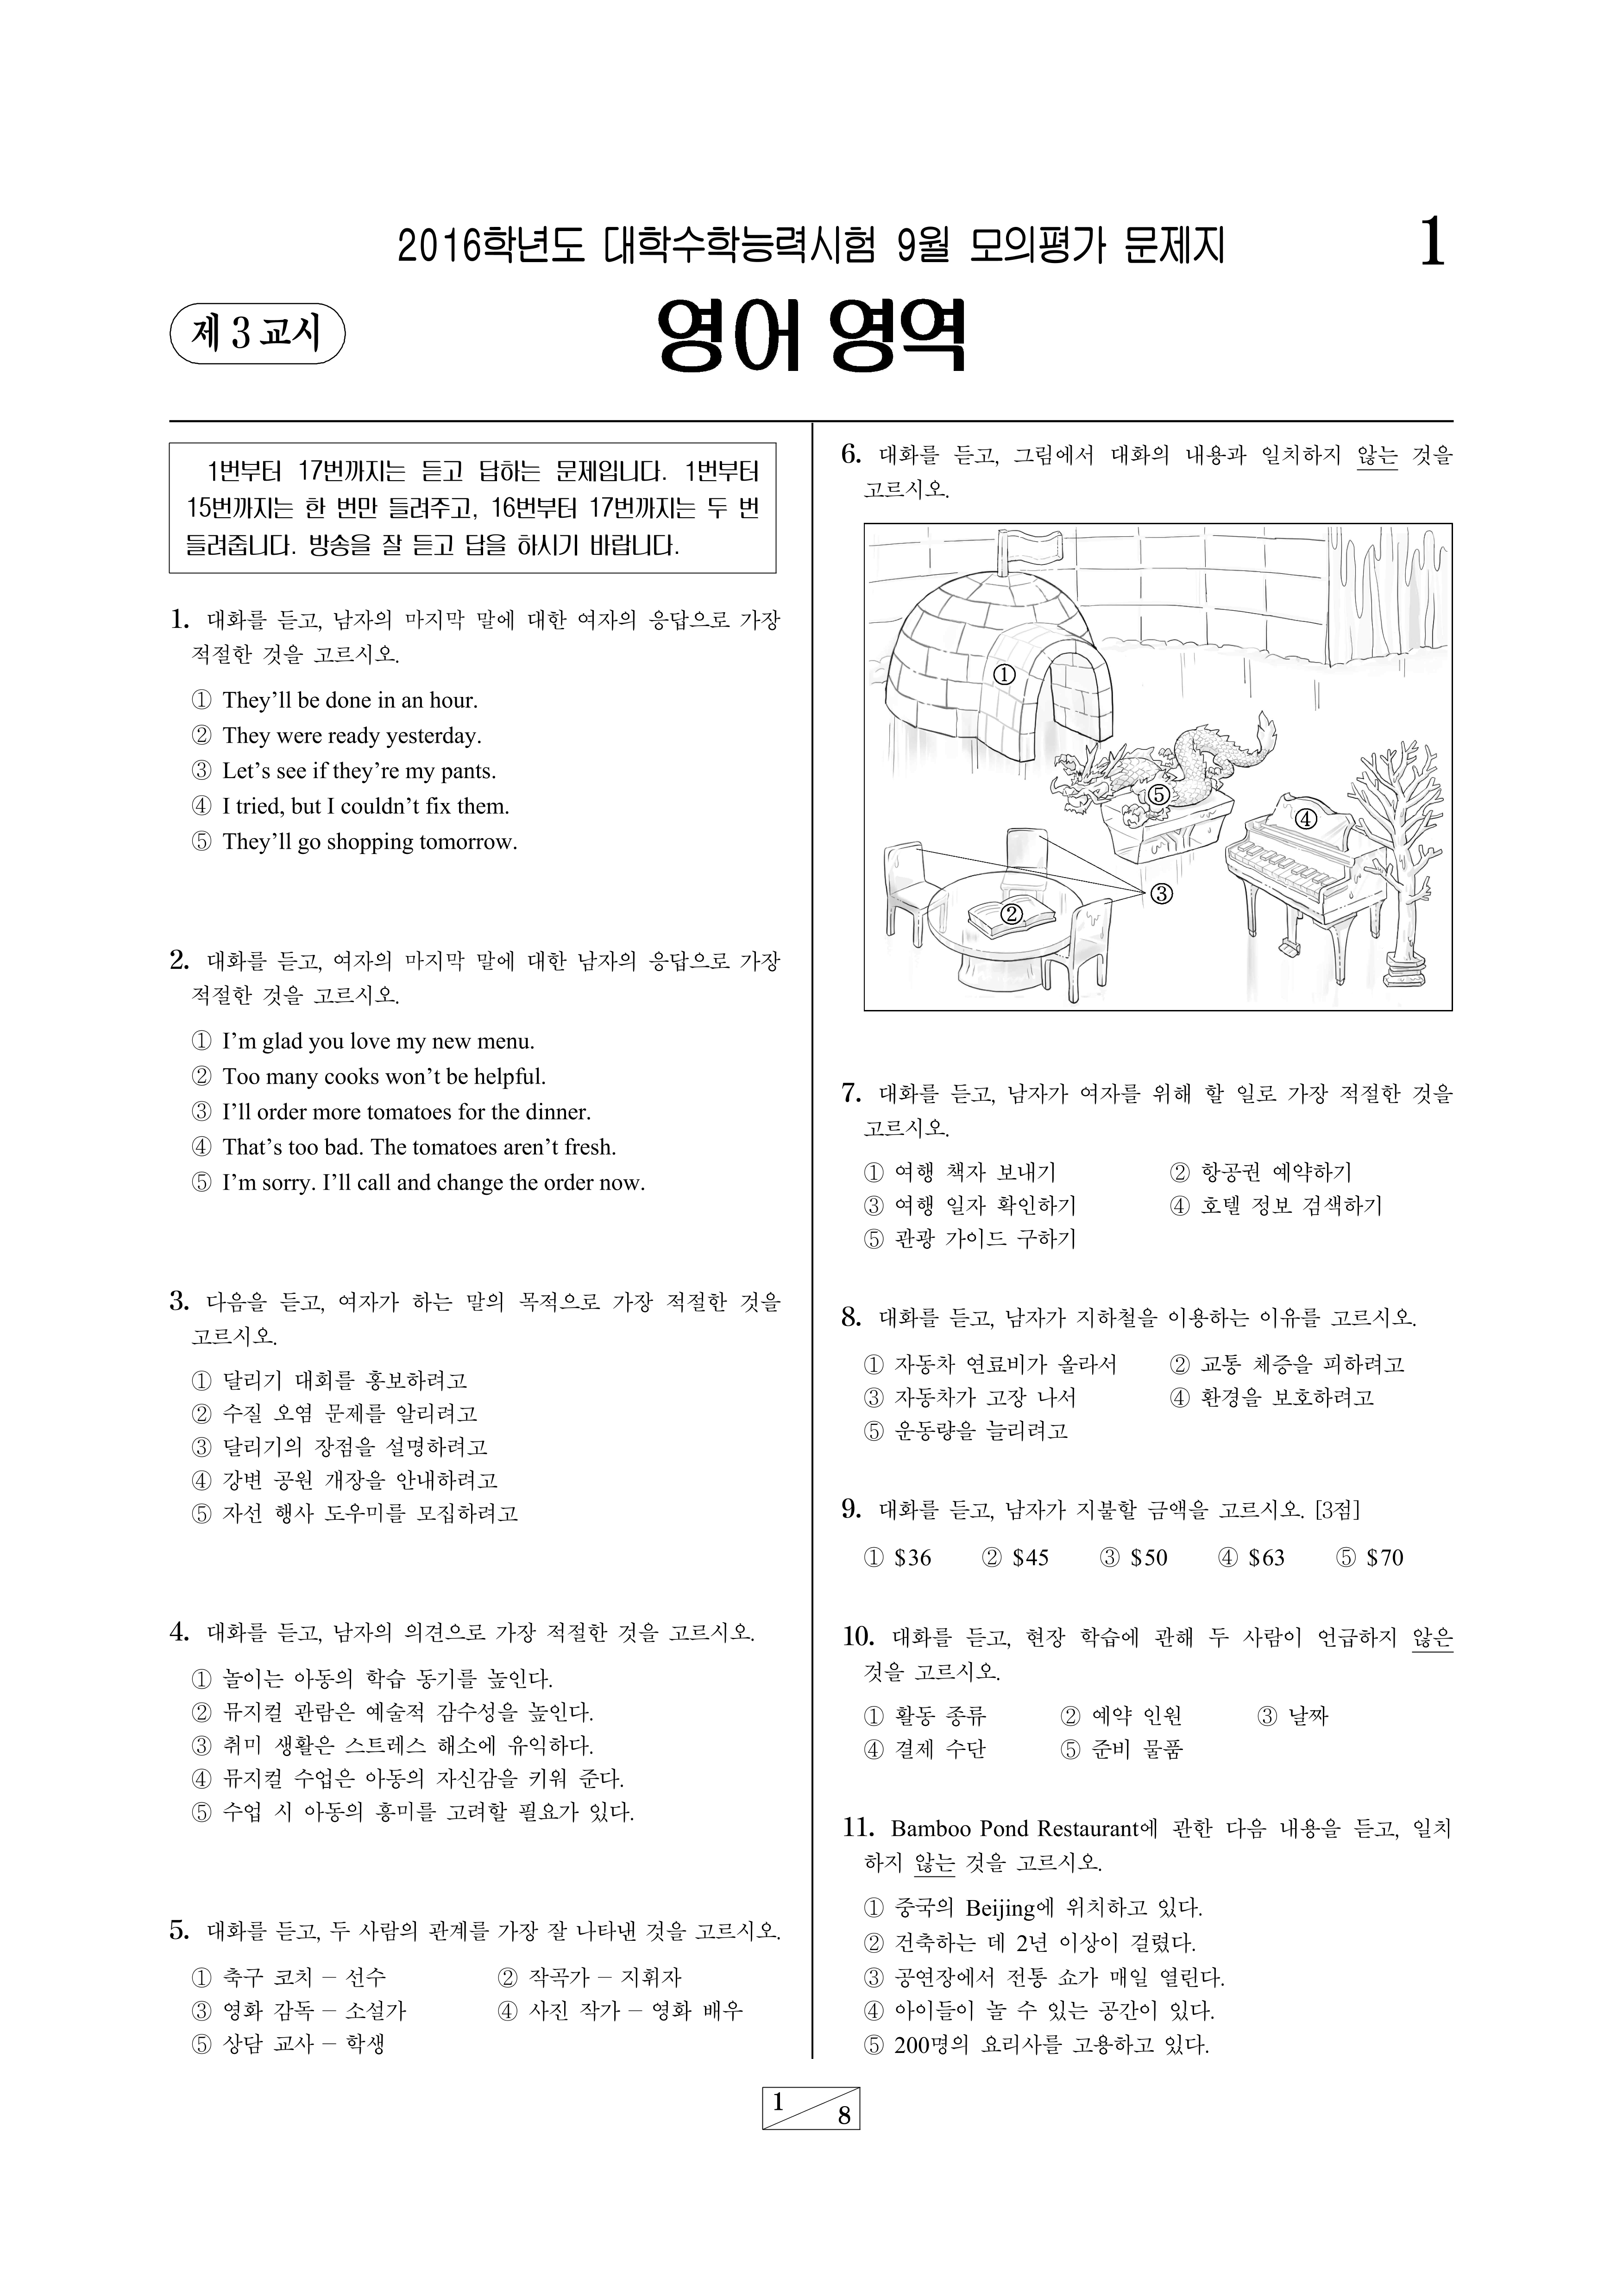 2016학년도 대학수학능력시험 9월 모의평가 문제지
1
제 3 교시
영어 영역
1번부터 17번까지는 듣고 답하는 문제입니다. 1번부터
15번까지는 한 번만 들려주고, 16번부터 17번까지는 두 번
들려줍니다. 방송을 잘 듣고 답을 하시기 바랍니다.
1. 대화를 듣고, 남자의 마지막 말에 대한 여자의 응답으로 가장
적절한 것을 고르시오.
① They’ll be done in an hour.
② They were ready yesterday.
③ Let’s see if they’re my pants.
④ I tried, but I couldn’t fix them.
⑤ They’ll go shopping tomorrow.
2. 대화를 듣고, 여자의 마지막 말에 대한 남자의 응답으로 가장
적절한 것을 고르시오.
① I’m glad you love my new menu.
② Too many cooks won’t be helpful.
③ I’ll order more tomatoes for the dinner.
④ That’s too bad. The tomatoes aren’t fresh.
⑤ I’m sorry. I’ll call and change the order now.
3. 다음을 듣고, 여자가 하는 말의 목적으로 가장 적절한 것을
고르시오.
① 달리기 대회를 홍보하려고
② 수질 오염 문제를 알리려고
③ 달리기의 장점을 설명하려고
④ 강변 공원 개장을 안내하려고
⑤ 자선 행사 도우미를 모집하려고
4. 대화를 듣고, 남자의 의견으로 가장 적절한 것을 고르시오.
① 놀이는 아동의 학습 동기를 높인다.
② 뮤지컬 관람은 예술적 감수성을 높인다.
③ 취미 생활은 스트레스 해소에 유익하다.
④ 뮤지컬 수업은 아동의 자신감을 키워 준다.
⑤ 수업 시 아동의 흥미를 고려할 필요가 있다.
5. 대화를 듣고, 두 사람의 관계를 가장 잘 나타낸 것을 고르시오.
① 축구 코치 – 선수 ② 작곡가 – 지휘자
③ 영화 감독 – 소설가 ④ 사진 작가 – 영화 배우
⑤ 상담 교사 – 학생
6. 대화를 듣고, 그림에서 대화의 내용과 일치하지 않는 것을
고르시오.
①
⑤
④
③
②
7. 대화를 듣고, 남자가 여자를 위해 할 일로 가장 적절한 것을
고르시오.
① 여행 책자 보내기 ② 항공권 예약하기
③ 여행 일자 확인하기 ④ 호텔 정보 검색하기
⑤ 관광 가이드 구하기
8. 대화를 듣고, 남자가 지하철을 이용하는 이유를 고르시오.
① 자동차 연료비가 올라서 ② 교통 체증을 피하려고
③ 자동차가 고장 나서 ④ 환경을 보호하려고
⑤ 운동량을 늘리려고
9. 대화를 듣고, 남자가 지불할 금액을 고르시오. [3점]
① $36 ② $45 ③ $50 ④ $63 ⑤ $70
10. 대화를 듣고, 현장 학습에 관해 두 사람이 언급하지 않은
것을 고르시오.
① 활동 종류 ② 예약 인원 ③ 날짜
④ 결제 수단 ⑤ 준비 물품
11. Bamboo Pond Restaurant에 관한 다음 내용을 듣고, 일치
하지 않는 것을 고르시오.
① 중국의 Beijing에 위치하고 있다.
② 건축하는 데 2년 이상이 걸렸다.
③ 공연장에서 전통 쇼가 매일 열린다.
④ 아이들이 놀 수 있는 공간이 있다.
⑤ 200명의 요리사를 고용하고 있다.
1
8